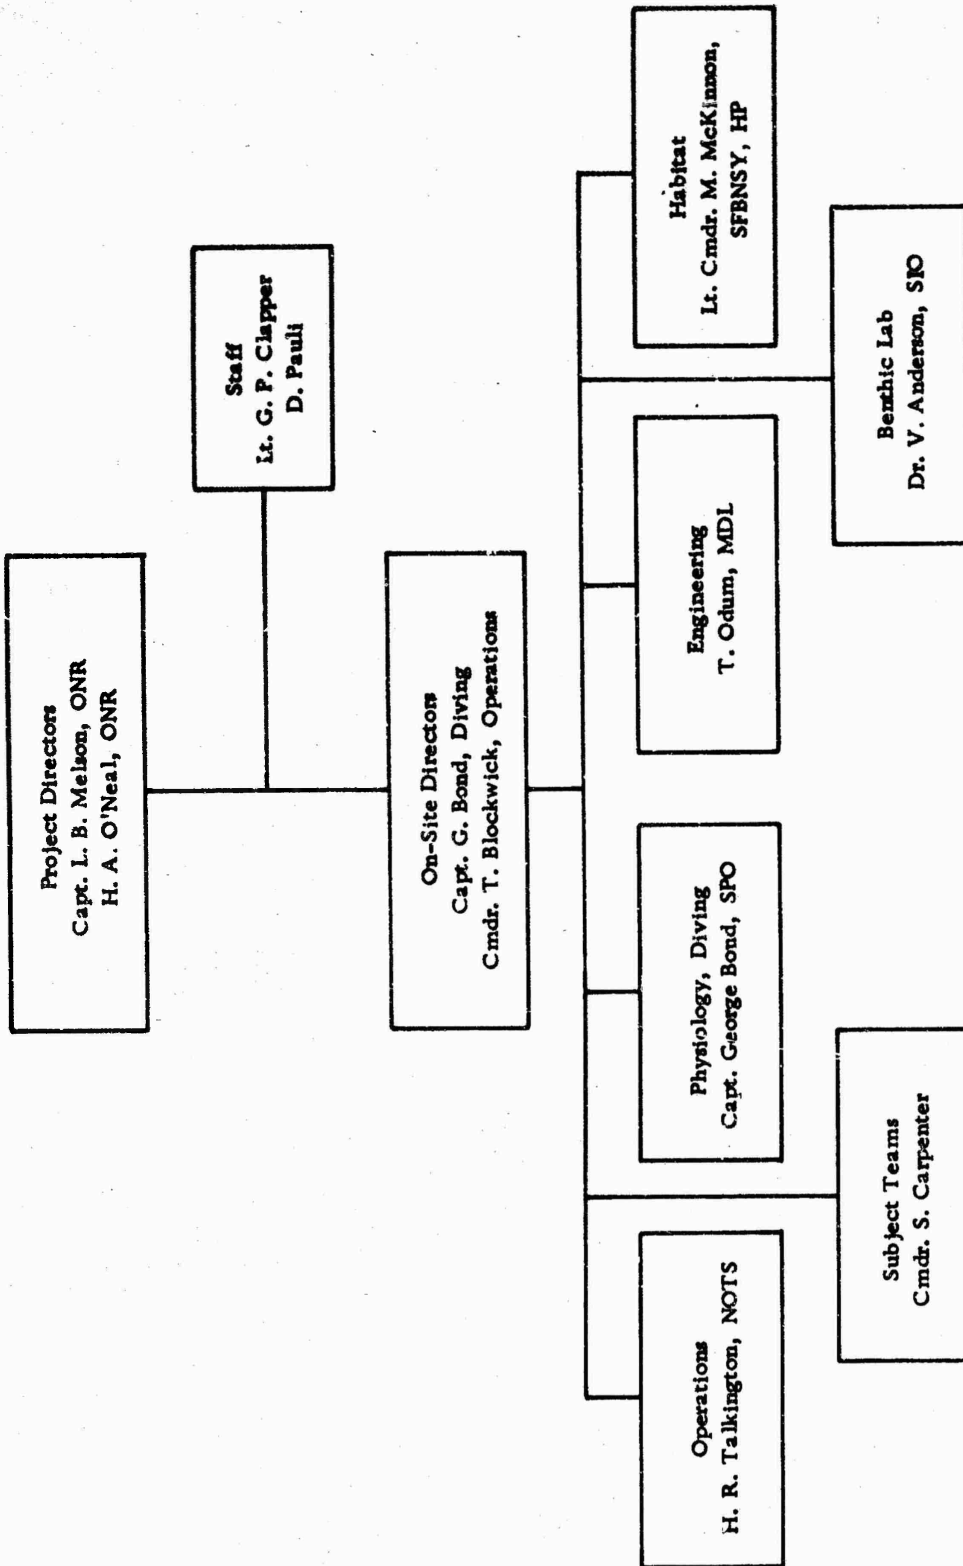 Project Directors
Capt. L. B. Melson, ONR
H. A. O'Neal, ONR
Staff
Lt. G. P. Clapper
D. Pauli
On-Site Directors
Capt. G. Bond, Diving
Cmdr. T. Blockwick, Operations
Operations
H. R. Talkington, NOTS
Physiology, Diving
Capt. George Bond, SPO
Engineering
T. Odum, MDL
Habitat
Lt. Cmdr. M. McKinnon,
SFBNSY, HP
Subject Teams
Cmdr. S. Carpenter
Benthic Lab
Dr. V. Anderson, SIO